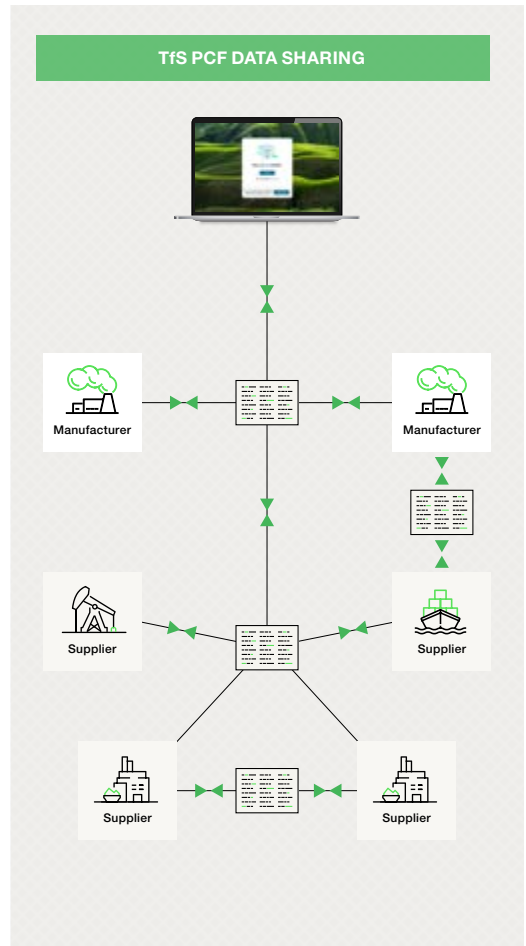 TfS PCF DATA SHARING
Manufacturer
Manufacturer
Supplier
Supplier
Supplier
Supplier